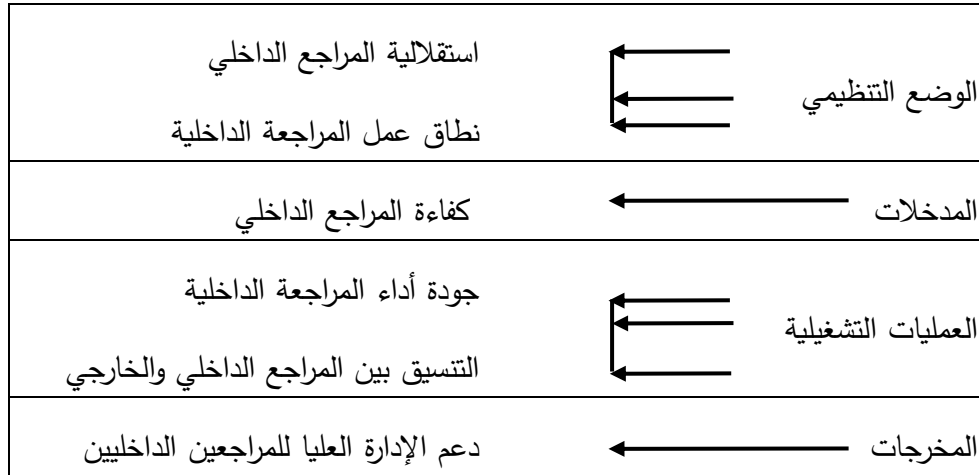 استقلالية المراجع الداخلي
الوضع التنظيمي
نطاق عمل المراجعة الداخلية
المدخلات
كفاءة المراجع الداخلي
جودة أداء المراجعة الداخلية
العمليات التشغيلية
التنسيق بين المراجع الداخلي والخارجي
المخرجات
دعم الإدارة العليا للمراجعين الداخليين